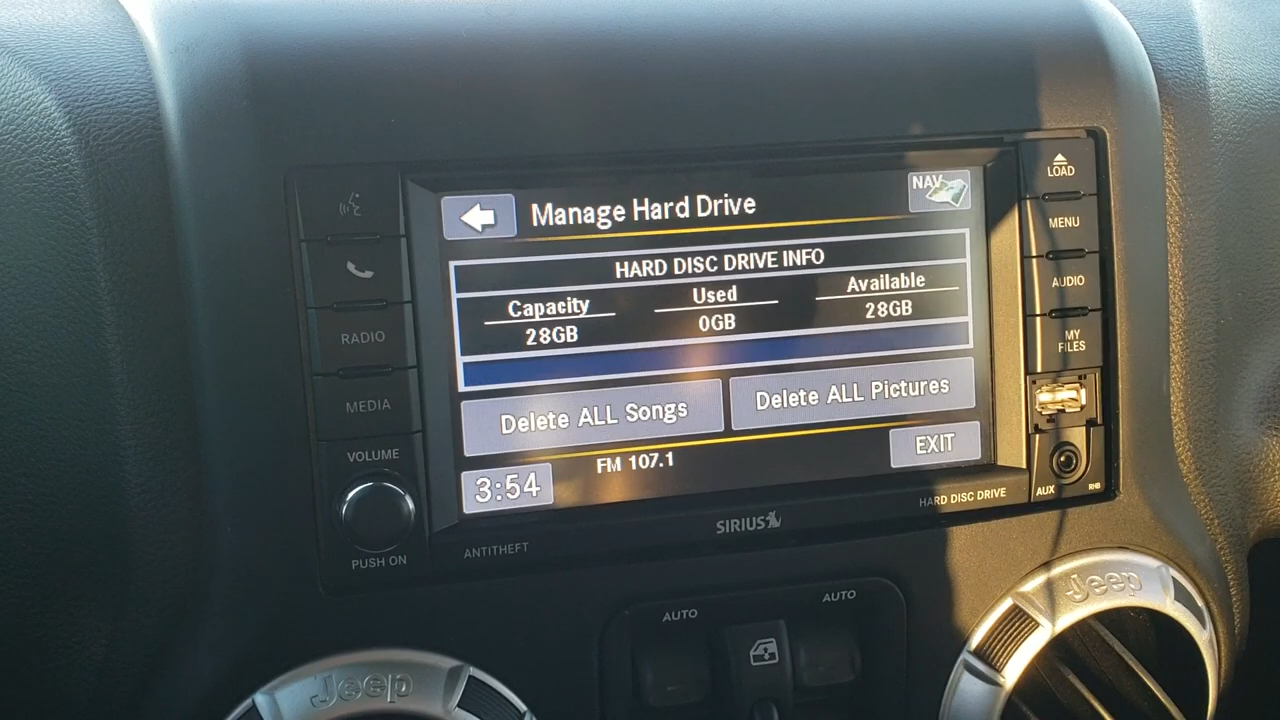 LOAD
NAV
Manage Hard Drive
MENU
HARD DISC DRIVE INFO
Capacity Used Available
28GB 0GB 28GB
AUDIO
RADIO
MY
FILES
Delete ALL Songs Delete ALL Pictures
MEDIA
VOLUME
FM 107.1
EXIT
3:54
HARD DISC DRIVE
AUX
RHB
SIRIUS
ANTITHEFT
PUSH ON
AUTO AUTO
Jeep
Jeep